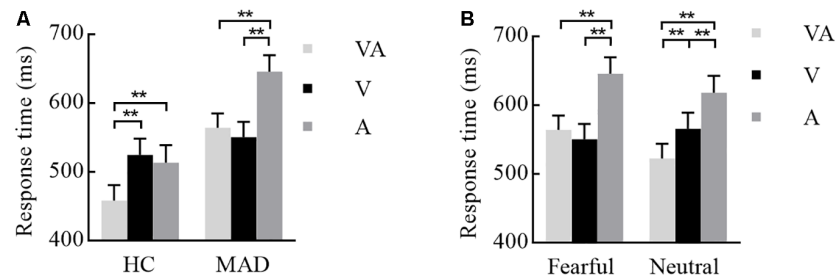 A
Response time (ms)
700
600
500
400
**
**
**
**
HC
MAD
VA
V
A
B
Response time (ms)
700
600
500
400
**
**
**
** **
Fearful
Neutral
VA
V
A